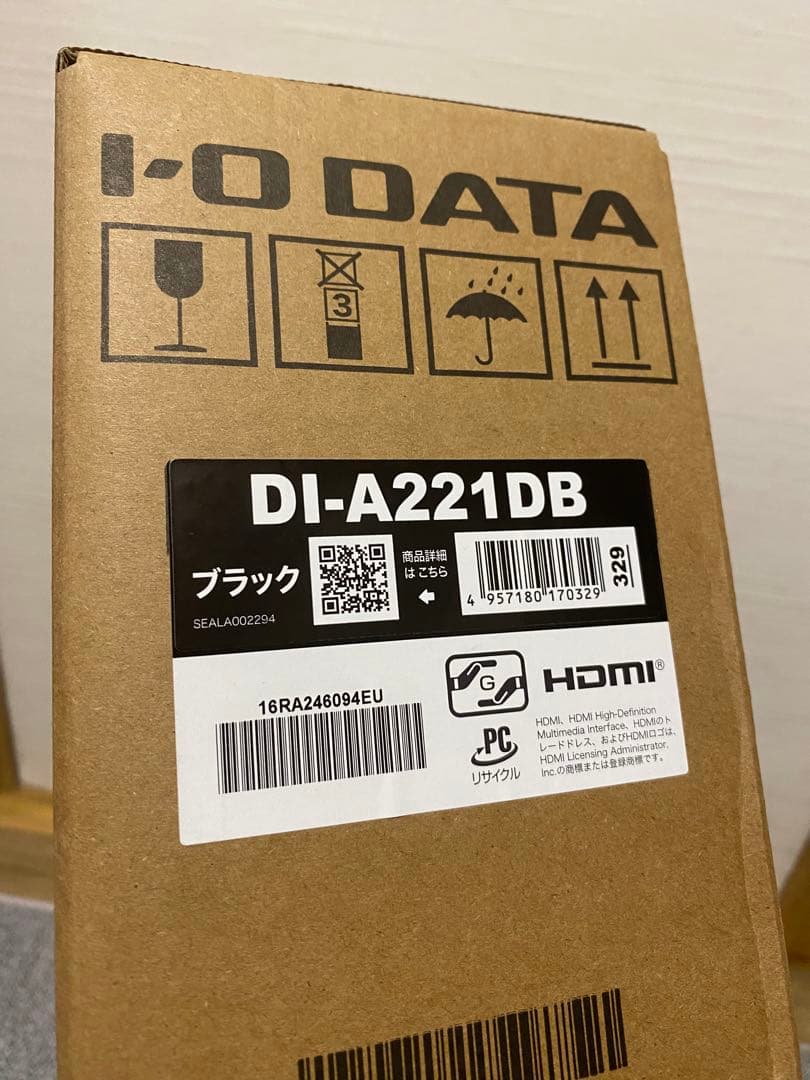 I-O DATA
3
DI-A221DB
ブラック
商品詳細
は こちら
SEALA002294
4 957180 170329
329
16RA246094EU
G
HDMI®
PC
リサイクル
HDMI、HDMI High-Definition
Multimedia Interface、HDMIのト
レードドレス、およびHDMIロゴは、
HDMI Licensing Administrator,
Inc.の商標または登録商標です。